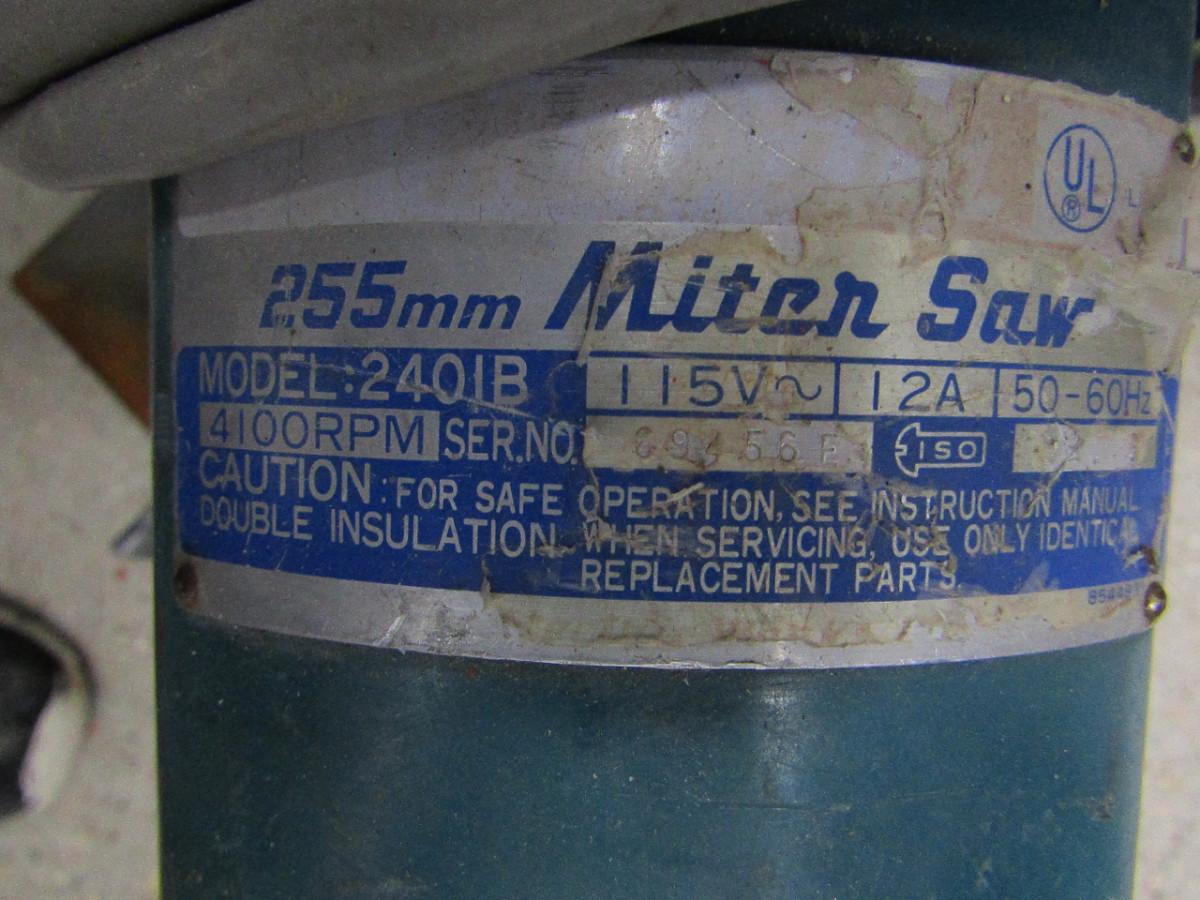 UL
®
255mm Miter Saw
MODEL:2401B 115V~ 12A 50-60Hz
4100RPM SER.NO. ISO
CAUTION: FOR SAFE OPERATION, SEE INSTRUCTION MANUAL
DOUBLE INSULATION. WHEN SERVICING, USE ONLY IDENTICAL
REPLACEMENT PARTS.